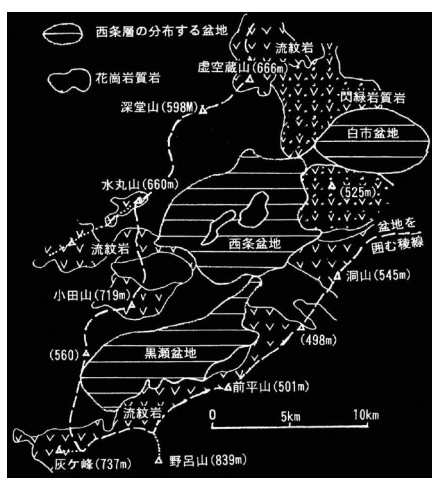 西条層の分布する盆地
花崗岩質岩
流紋岩
虚空蔵山(666m)
閃緑岩質岩
深堂山(598M)
白市盆地
水丸山(660m)
(525m)
盆地を
囲む稜線
西条盆地
流紋岩
洞山(545m)
小田山(719m)
(498m)
(560)
黒瀬盆地
前平山(501m)
流紋岩
0 5km 10km
灰ケ峰(737m)
野呂山(839m)